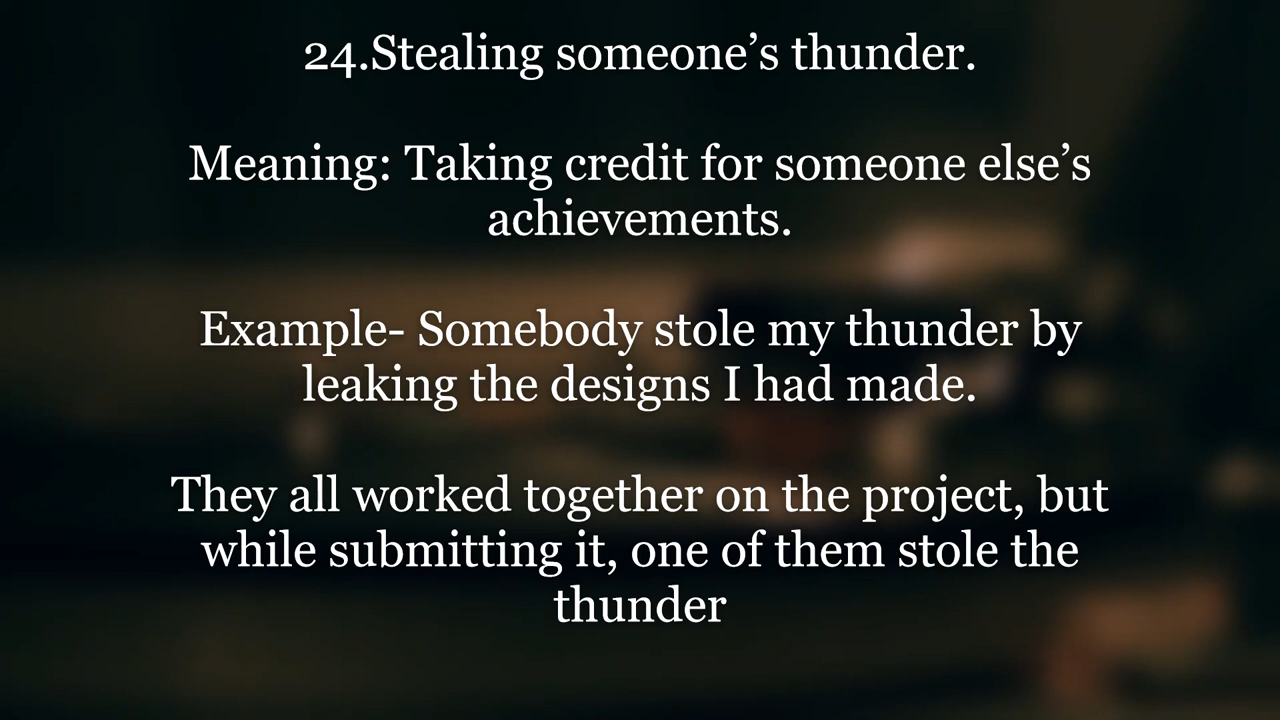 24.Stealing someone’s thunder.
Meaning: Taking credit for someone else’s
achievements.
Example- Somebody stole my thunder by
leaking the designs I had made.
They all worked together on the project, but
while submitting it, one of them stole the
thunder